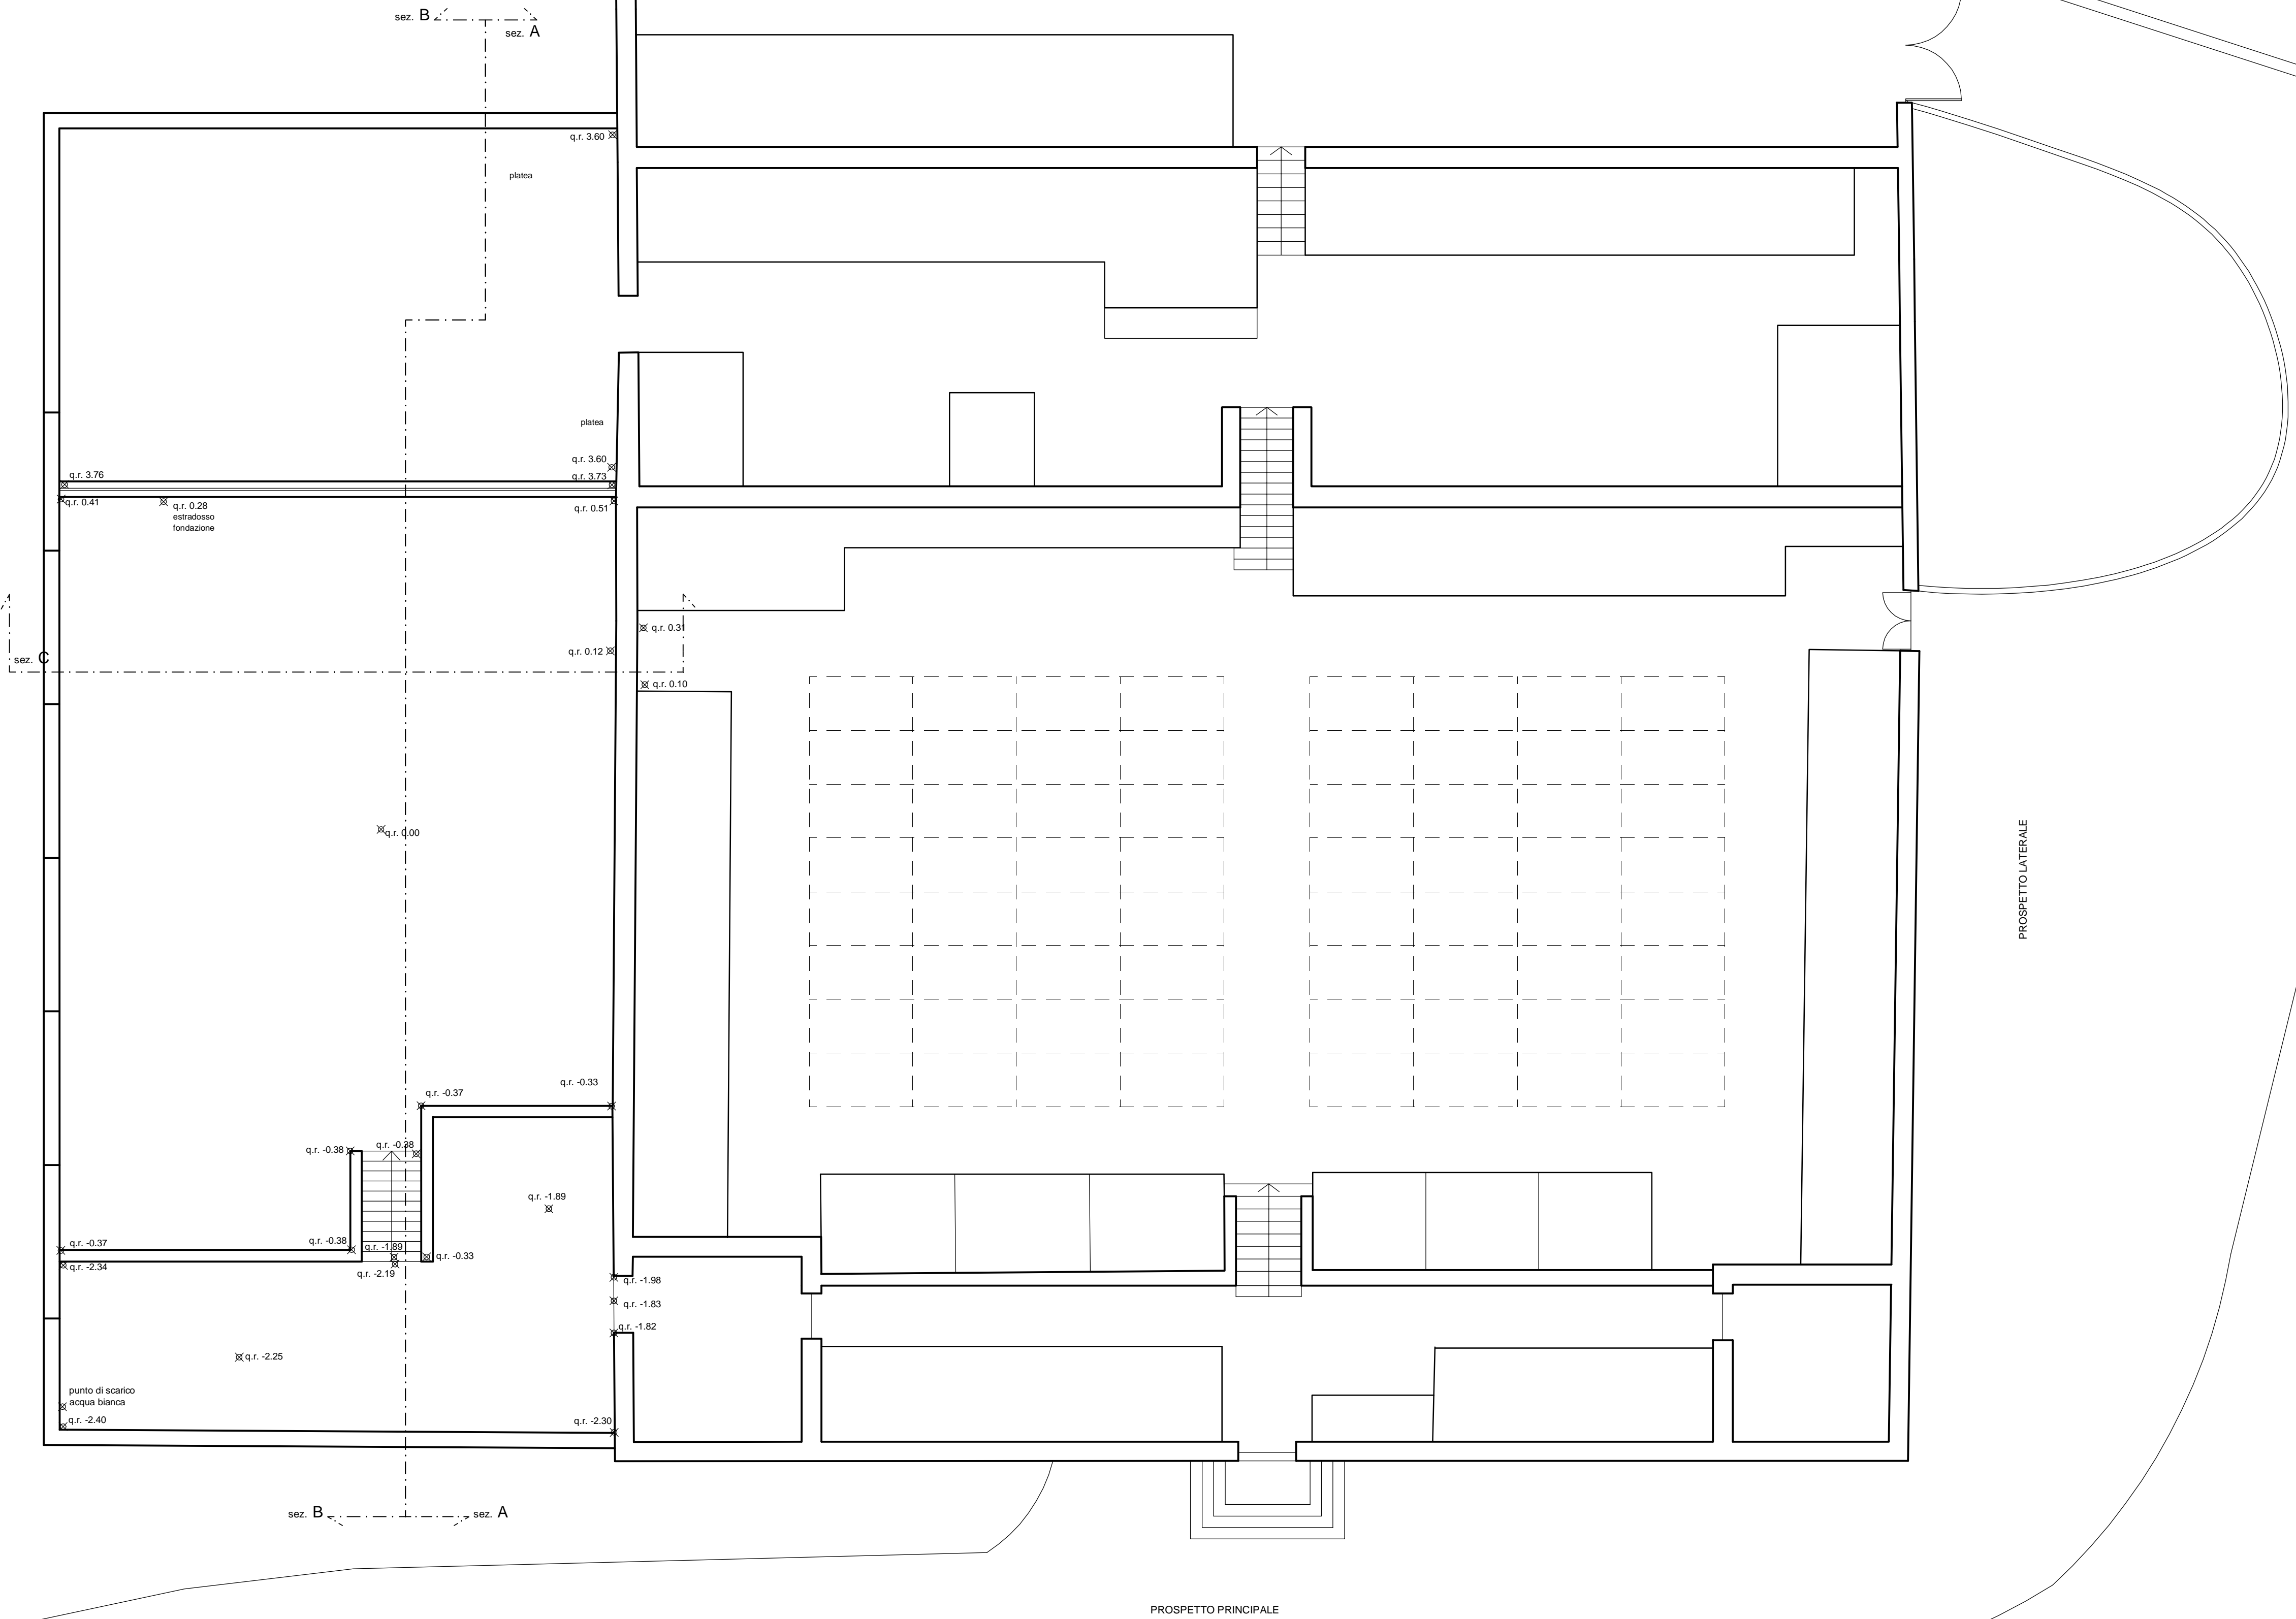 sez. B
sez. A
q.r. 3.60
platea
platea
q.r. 3.60
q.r. 3.76
q.r. 3.73
q.r. 0.41
q.r. 0.28
estradosso
fondazione
q.r. 0.51
q.r. 0.31
q.r. 0.12
sez. C
q.r. 0.10
q.r. 0.00
PROSPETTO LATERALE
q.r. -0.33
q.r. -0.37
q.r. -0.38
q.r. -0.38
q.r. -1.89
q.r. -0.37
q.r. -0.38
q.r. -1.89
q.r. -0.33
q.r. -2.34
q.r. -2.19
q.r. -1.98
q.r. -1.83
q.r. -1.82
q.r. -2.25
punto di scarico
acqua bianca
q.r. -2.40
q.r. -2.30
sez. B
sez. A
PROSPETTO PRINCIPALE